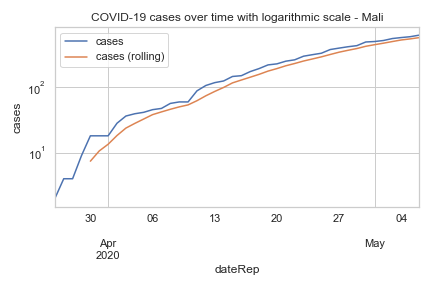 COVID-19 cases over time with logarithmic scale - Mali
cases
cases (rolling)
10²
10¹
cases
30 06 13 20 27 04
Apr May
2020
dateRep